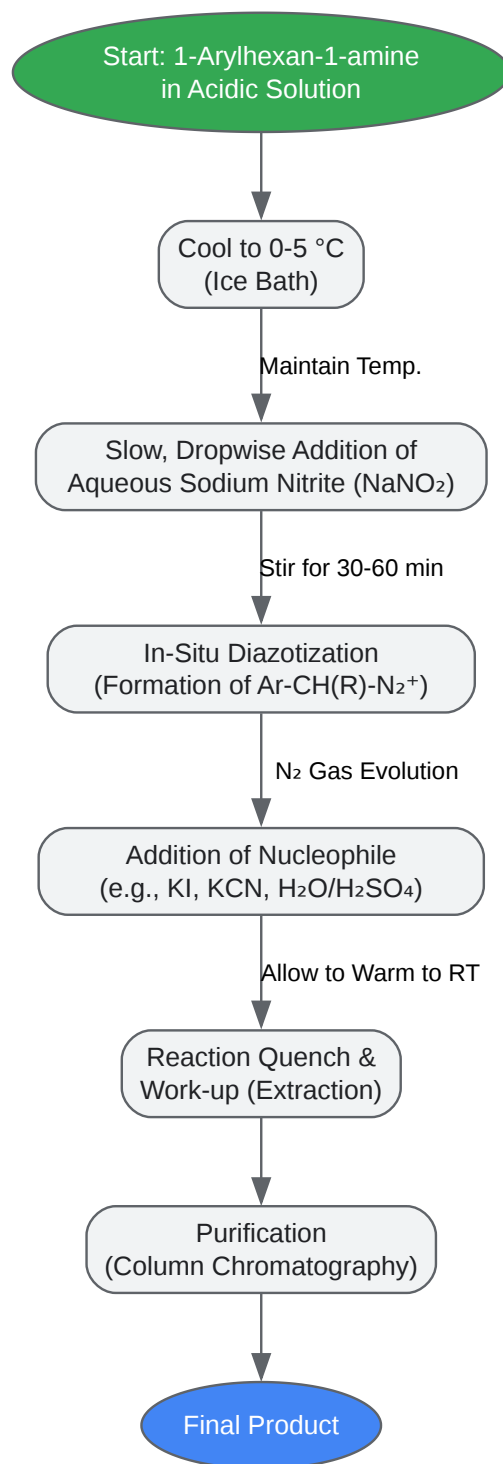 Start: 1-Arylhexan-1-amine
in Acidic Solution
Cool to 0-5 °C
(Ice Bath)
Maintain Temp.
Slow, Dropwise Addition of
Aqueous Sodium Nitrite (NaNO₂)
Stir for 30-60 min
In-Situ Diazotization
(Formation of Ar-CH(R)-N₂⁺)
N₂ Gas Evolution
Addition of Nucleophile
(e.g., KI, KCN, H₂O/H₂SO₄)
Allow to Warm to RT
Reaction Quench &
Work-up (Extraction)
Purification
(Column Chromatography)
Final Product